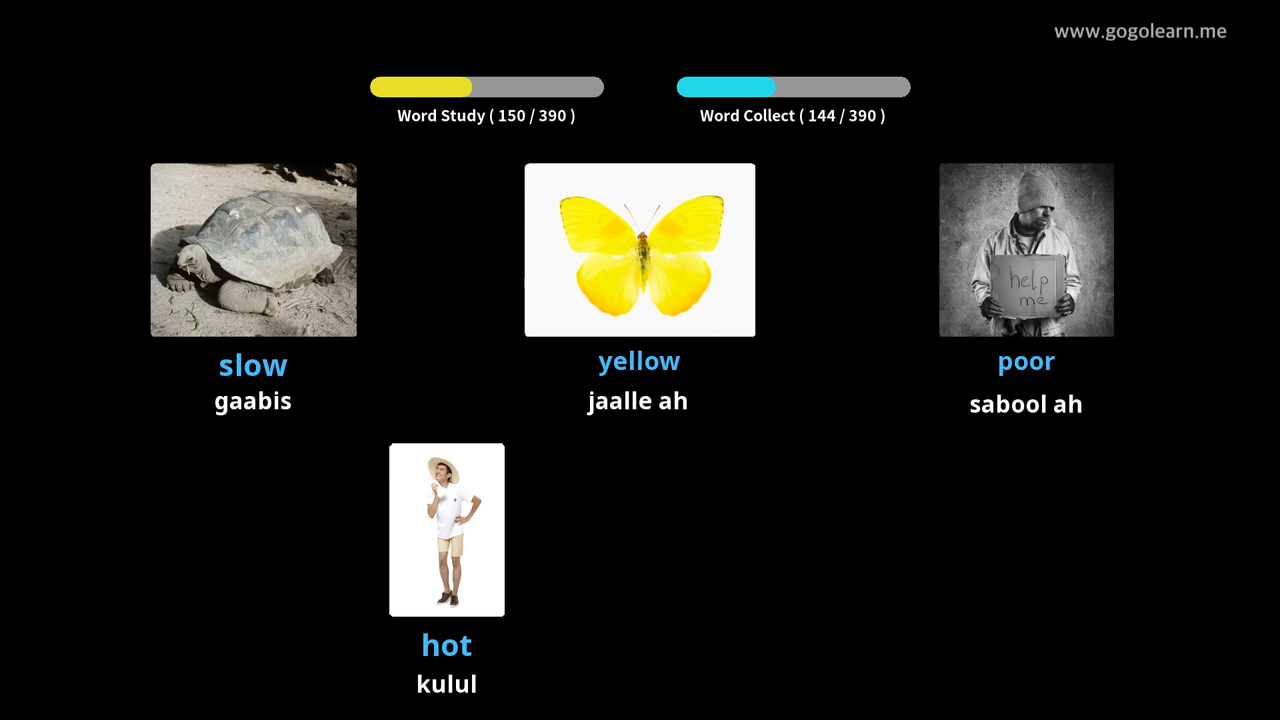 www.gogolearn.me
Word Study ( 150 / 390 )
Word Collect ( 144 / 390 )
help
me
slow
gaabis
yellow
jaalle ah
poor
sabool ah
hot
kulul